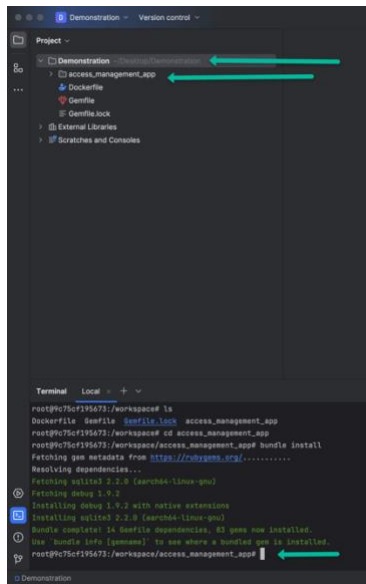 D Demonstration Version control
Project
Demonstration ~/Desktop/Demonstration
access_management_app
Dockerfile
Gemfile
Gemfile.lock
External Libraries
Scratches and Consoles
Terminal Local
root@9c75cf195673:/workspace# ls
Dockerfile Gemfile Gemfile.lock access_management_app
root@9c75cf195673:/workspace# cd access_management_app
root@9c75cf195673:/workspace/access_management_app# bundle install
Fetching gem metadata from https://rubygems.org/..........
Resolving dependencies...
Fetching sqlite3 2.2.0 (aarch64-linux-gnu)
Fetching debug 1.9.2
Installing debug 1.9.2 with native extensions
Installing sqlite3 2.2.0 (aarch64-linux-gnu)
Bundle complete! 14 Gemfile dependencies, 83 gems now installed.
Use `bundle info [gemname]` to see where a bundled gem is installed.
root@9c75cf195673:/workspace/access_management_app#
Demonstration